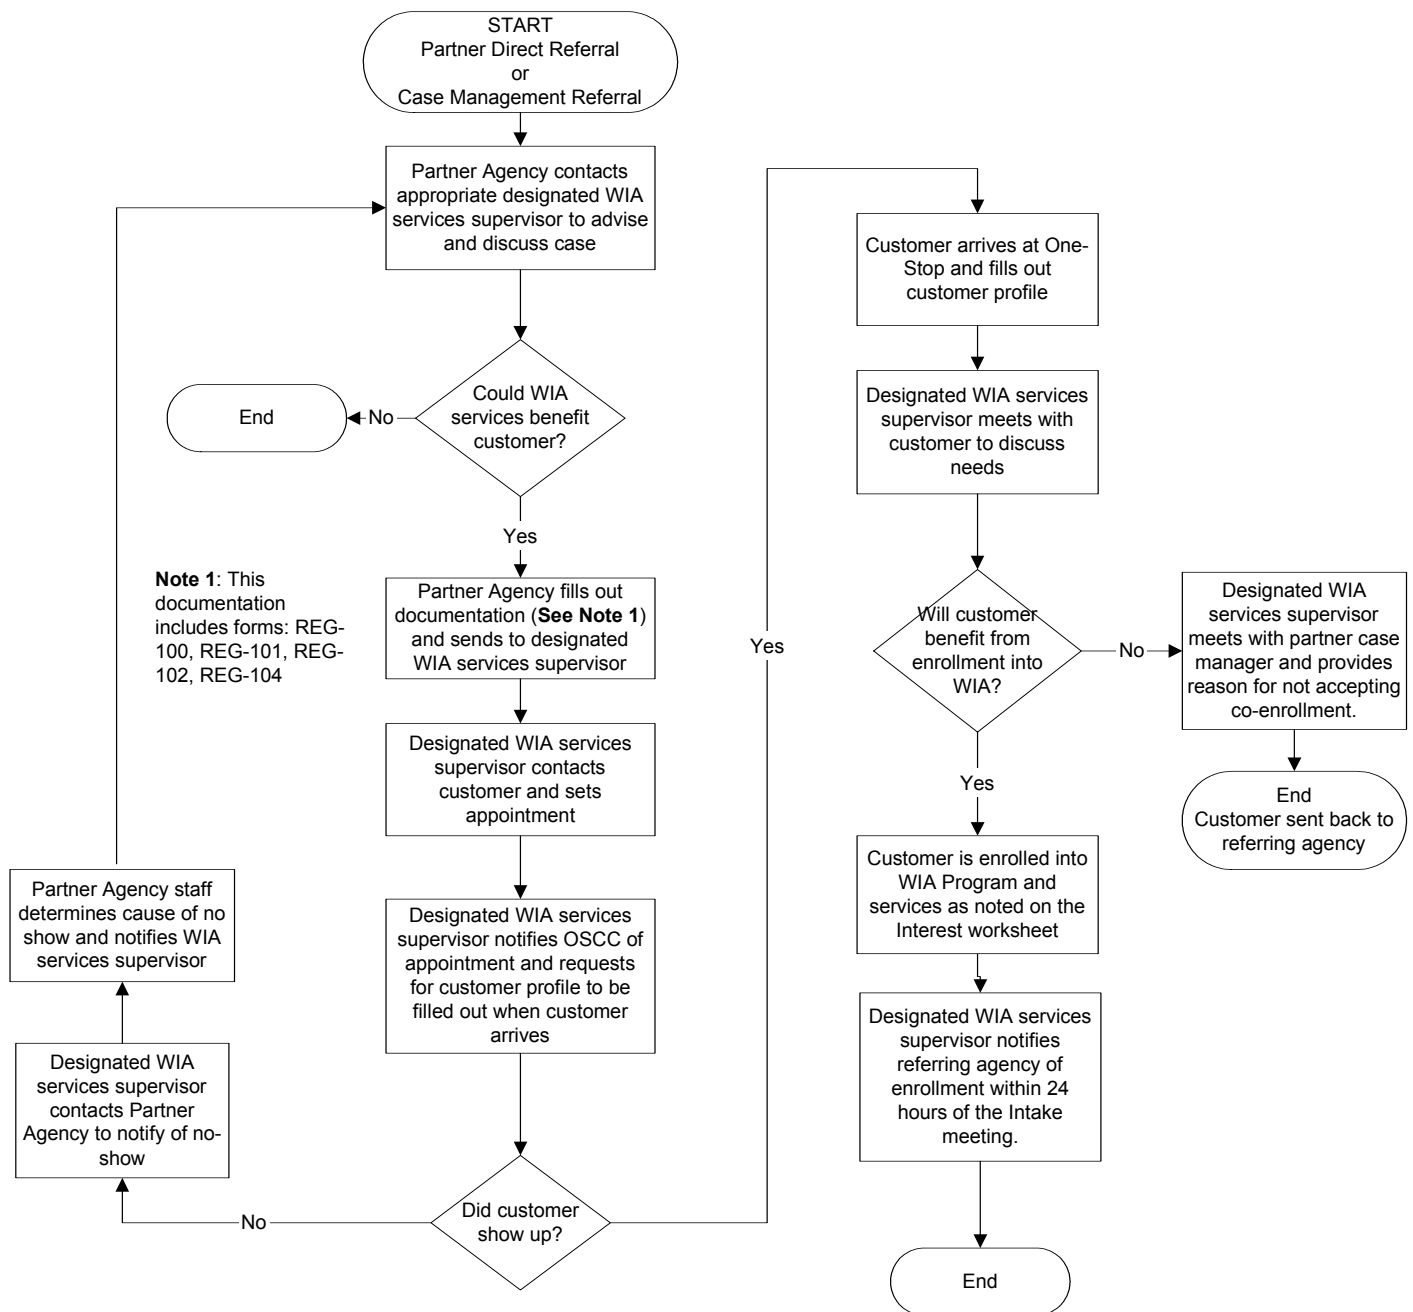 START
Partner Direct Referral
or
Case Management Referral
Partner Agency contacts
appropriate designated WIA
services supervisor to advise
and discuss case
Could WIA
services benefit
customer?
No
End
Yes
Note 1: This
documentation
includes forms: REG-
100, REG-101, REG-
102, REG-104
Partner Agency fills out
documentation (See Note 1)
and sends to designated
WIA services supervisor
Designated WIA services
supervisor contacts
customer and sets
appointment
Designated WIA services
supervisor notifies OSCC of
appointment and requests
for customer profile to be
filled out when customer
arrives
Did customer
show up?
No
Designated WIA
services supervisor
contacts Partner
Agency to notify of no-
show
Partner Agency staff
determines cause of no
show and notifies WIA
services supervisor
Yes
Customer arrives at One-
Stop and fills out
customer profile
Designated WIA services
supervisor meets with
customer to discuss
needs
Will customer
benefit from
enrollment into
WIA?
No
Designated WIA
services supervisor
meets with partner case
manager and provides
reason for not accepting
co-enrollment.
End
Customer sent back to
referring agency
Yes
Customer is enrolled into
WIA Program and
services as noted on the
Interest worksheet
Designated WIA services
supervisor notifies
referring agency of
enrollment within 24
hours of the Intake
meeting.
End